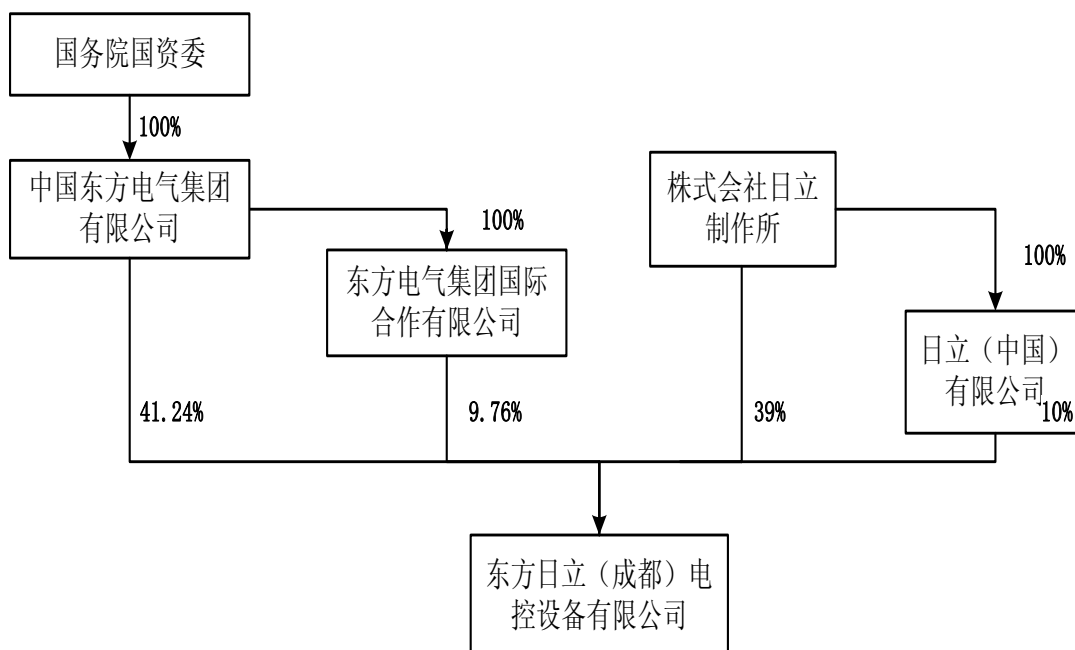 国务院国资委
100%
中国东方电气集团
有限公司
株式会社日立
制作所
100%
100%
东方电气集团国际
合作有限公司
日立（中国）
有限公司
41.24%
9.76%
39%
10%
东方日立（成都）电
控设备有限公司